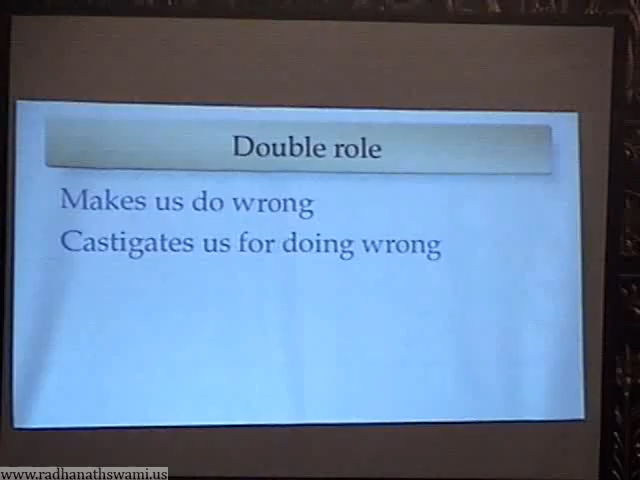 Double role
Makes us do wrong
Castigates us for doing wrong
www.radhanathswami.us